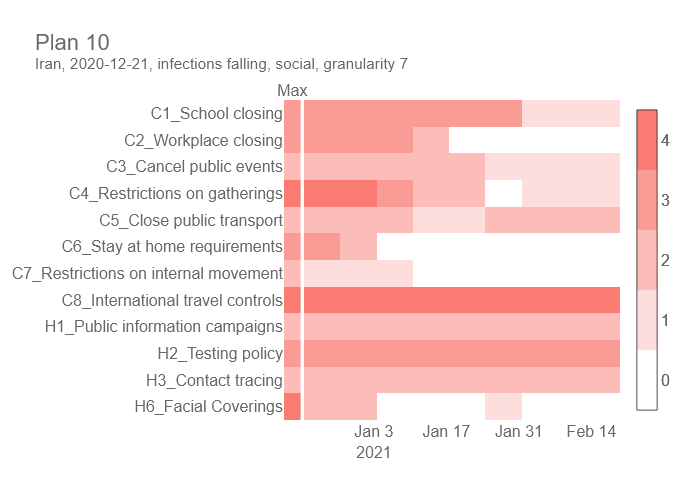 Plan 10
Iran, 2020-12-21, infections falling, social, granularity 7
Max
C1_School closing
C2_Workplace closing
C3_Cancel public events
C4_Restrictions on gatherings
C5_Close public transport
C6_Stay at home requirements
C7_Restrictions on internal movement
C8_International travel controls
H1_Public information campaigns
H2_Testing policy
H3_Contact tracing
H6_Facial Coverings
Jan 3 Jan 17 Jan 31 Feb 14
2021
4
3
2
1
0